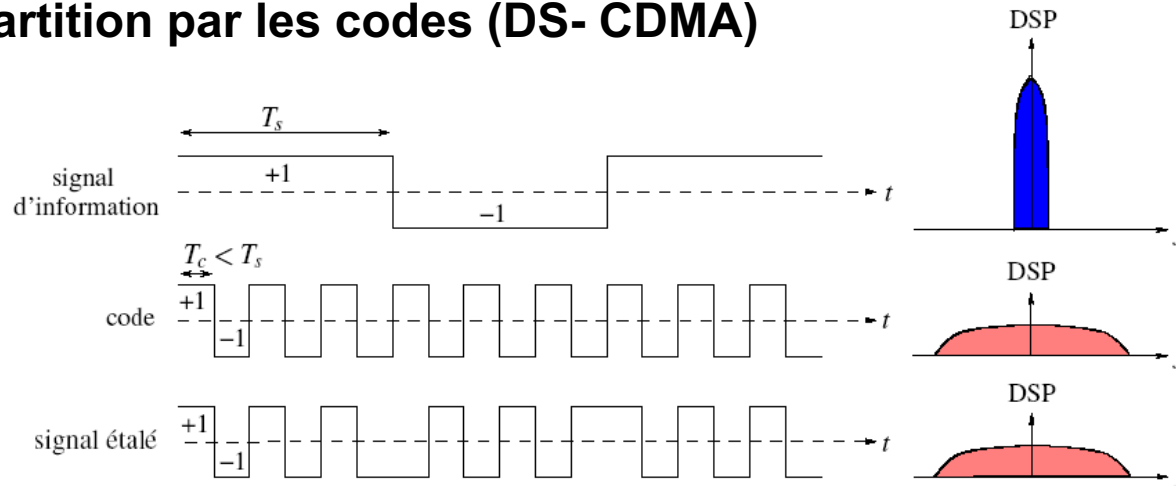 artition par les codes (DS- CDMA)
DSP
T_s
signal
d'information
+1
−1
t
T_c < T_s
DSP
code
+1
−1
t
DSP
signal étalé
+1
−1
t